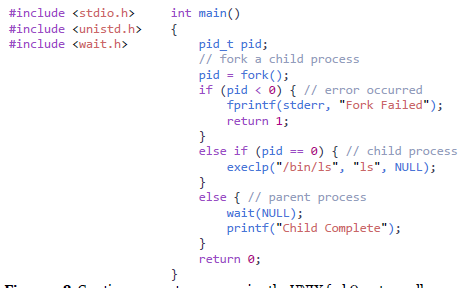 #include <stdio.h>
#include <unistd.h>
#include <wait.h>
int main()
{
pid_t pid;
// fork a child process
pid = fork();
if (pid < 0) { // error occurred
fprintf(stderr, "Fork Failed");
return 1;
}
else if (pid == 0) { // child process
execlp("/bin/ls", "ls", NULL);
}
else { // parent process
wait(NULL);
printf("Child Complete");
}
return 0;
}